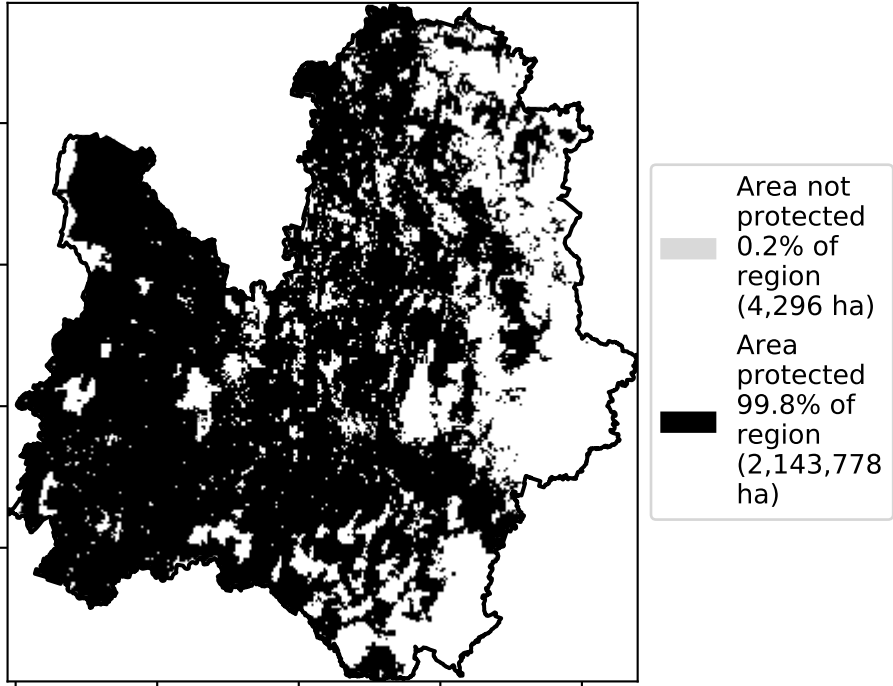 Area not
protected
0.2% of
region
(4,296 ha)
Area
protected
99.8% of
region
(2,143,778
ha)